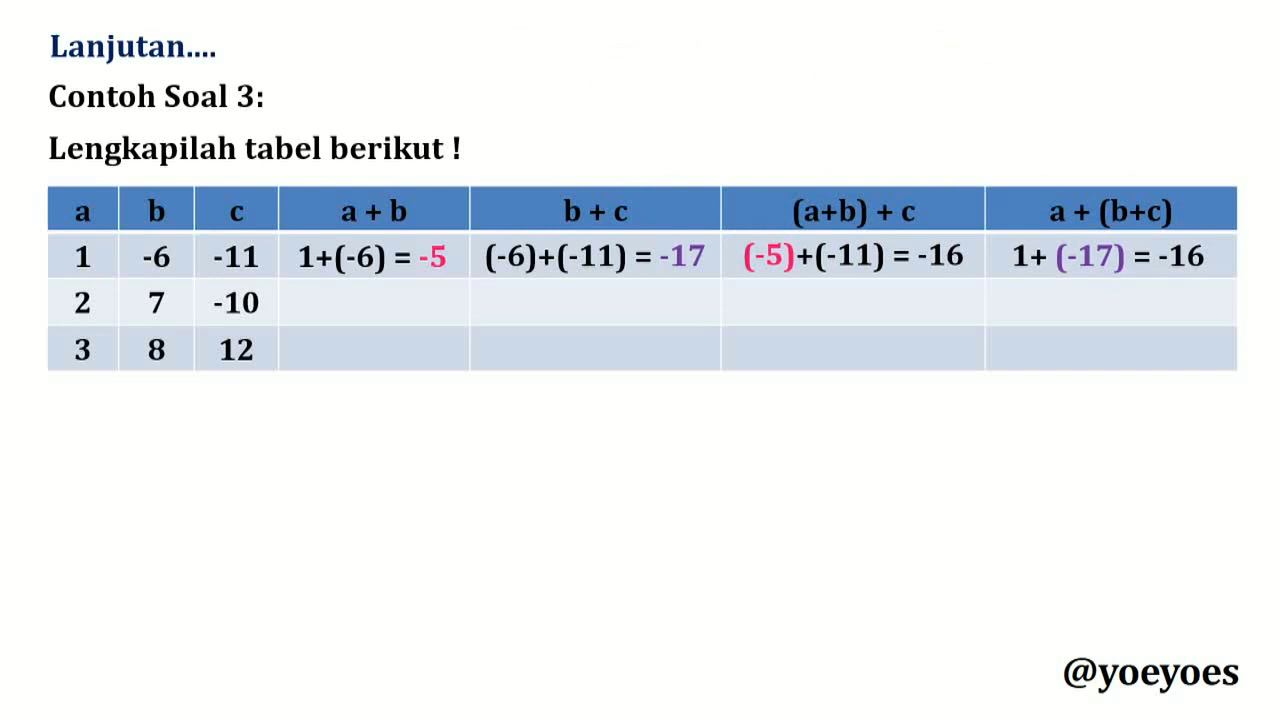 Lanjutan....
Contoh Soal 3:
Lengkapilah tabel berikut !
a b c a + b b + c (a+b) + c a + (b+c)
1 -6 -11 1+(-6) = -5 (-6)+(-11) = -17 (-5)+(-11) = -16 1+ (-17) = -16
2 7 -10
3 8 12
@yoeyoes